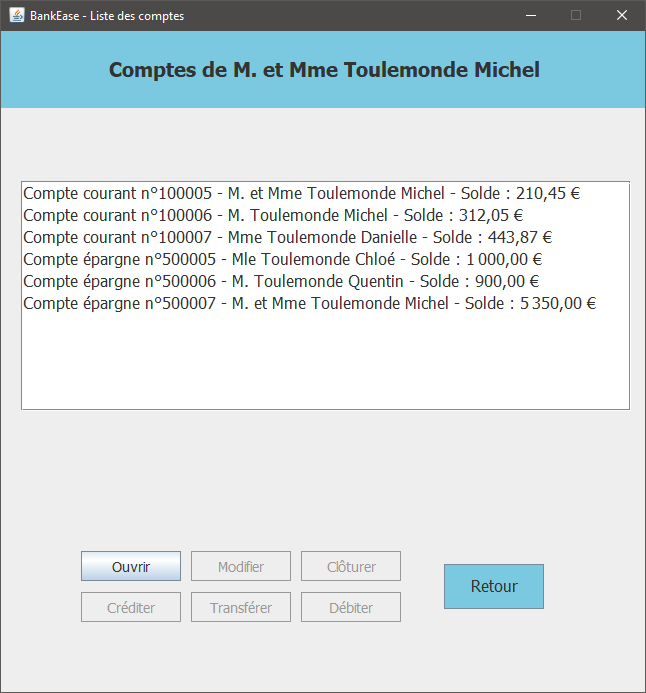 BankEase - Liste des comptes
Comptes de M. et Mme Toulemonde Michel
Compte courant n°100005 - M. et Mme Toulemonde Michel - Solde : 210,45 €
Compte courant n°100006 - M. Toulemonde Michel - Solde : 312,05 €
Compte courant n°100007 - Mme Toulemonde Danielle - Solde : 443,87 €
Compte épargne n°500005 - Mle Toulemonde Chloé - Solde : 1 000,00 €
Compte épargne n°500006 - M. Toulemonde Quentin - Solde : 900,00 €
Compte épargne n°500007 - M. et Mme Toulemonde Michel - Solde : 5 350,00 €
Ouvrir Modifier Clôturer
Retour
Créditer Transférer Débiter